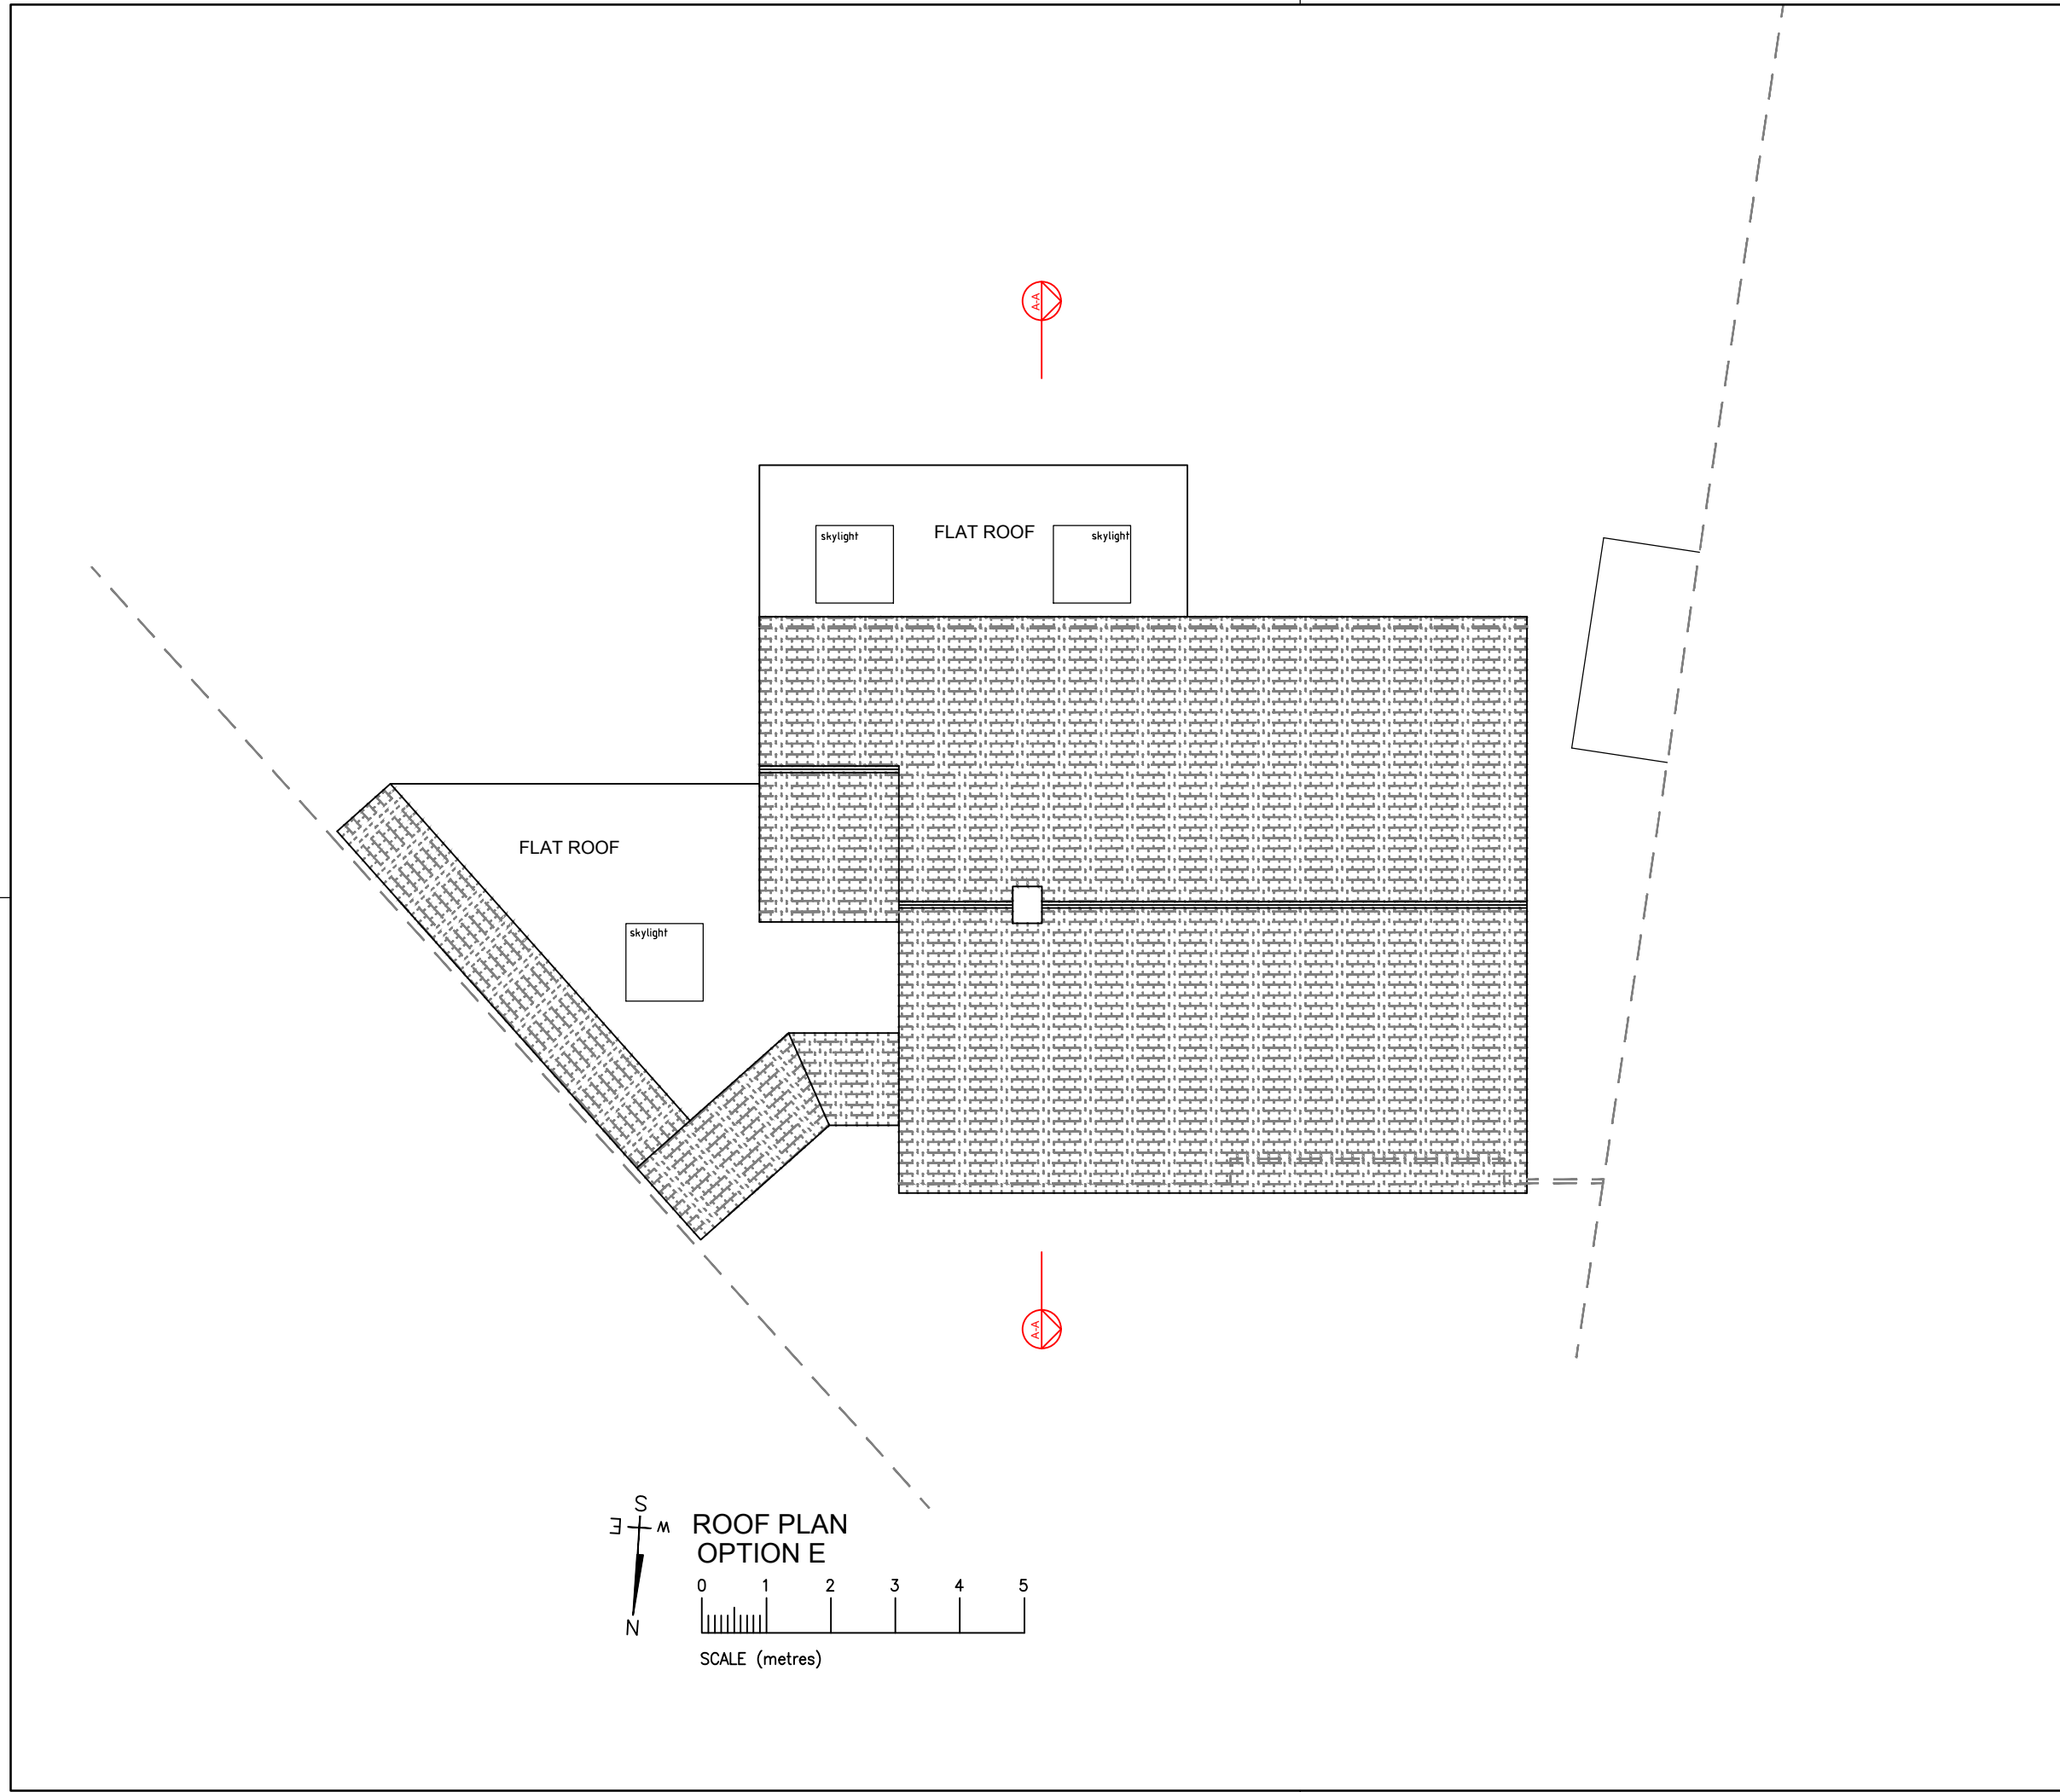 A-A
FLAT ROOF
skylight
skylight
FLAT ROOF
skylight
A-A
S
E W
N
ROOF PLAN
OPTION E
0 1 2 3 4 5
SCALE (metres)